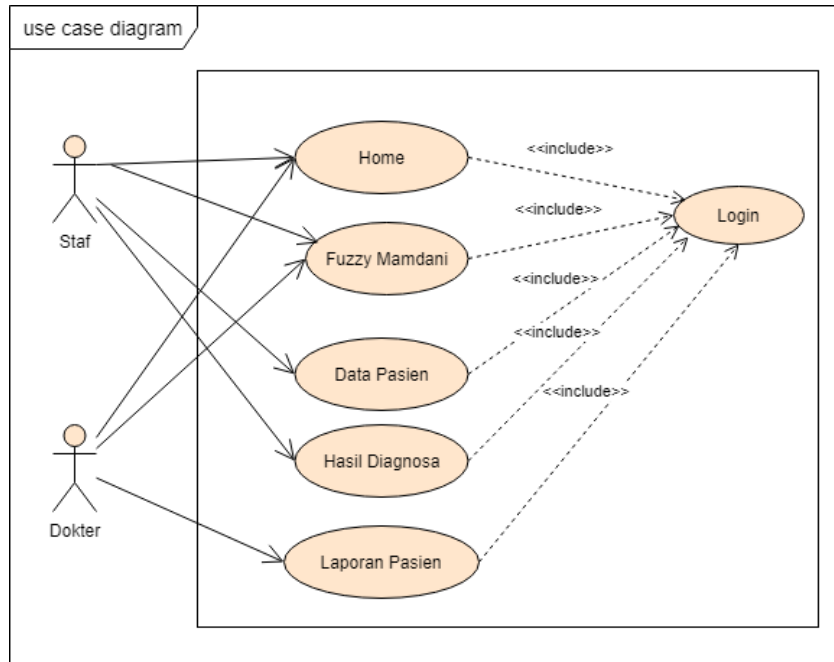 use case diagram
Home
<<include>>
Login
Staf
Fuzzy Mamdani
<<include>>
Data Pasien
<<include>>
Hasil Diagnosa
<<include>>
Dokter
Laporan Pasien
<<include>>